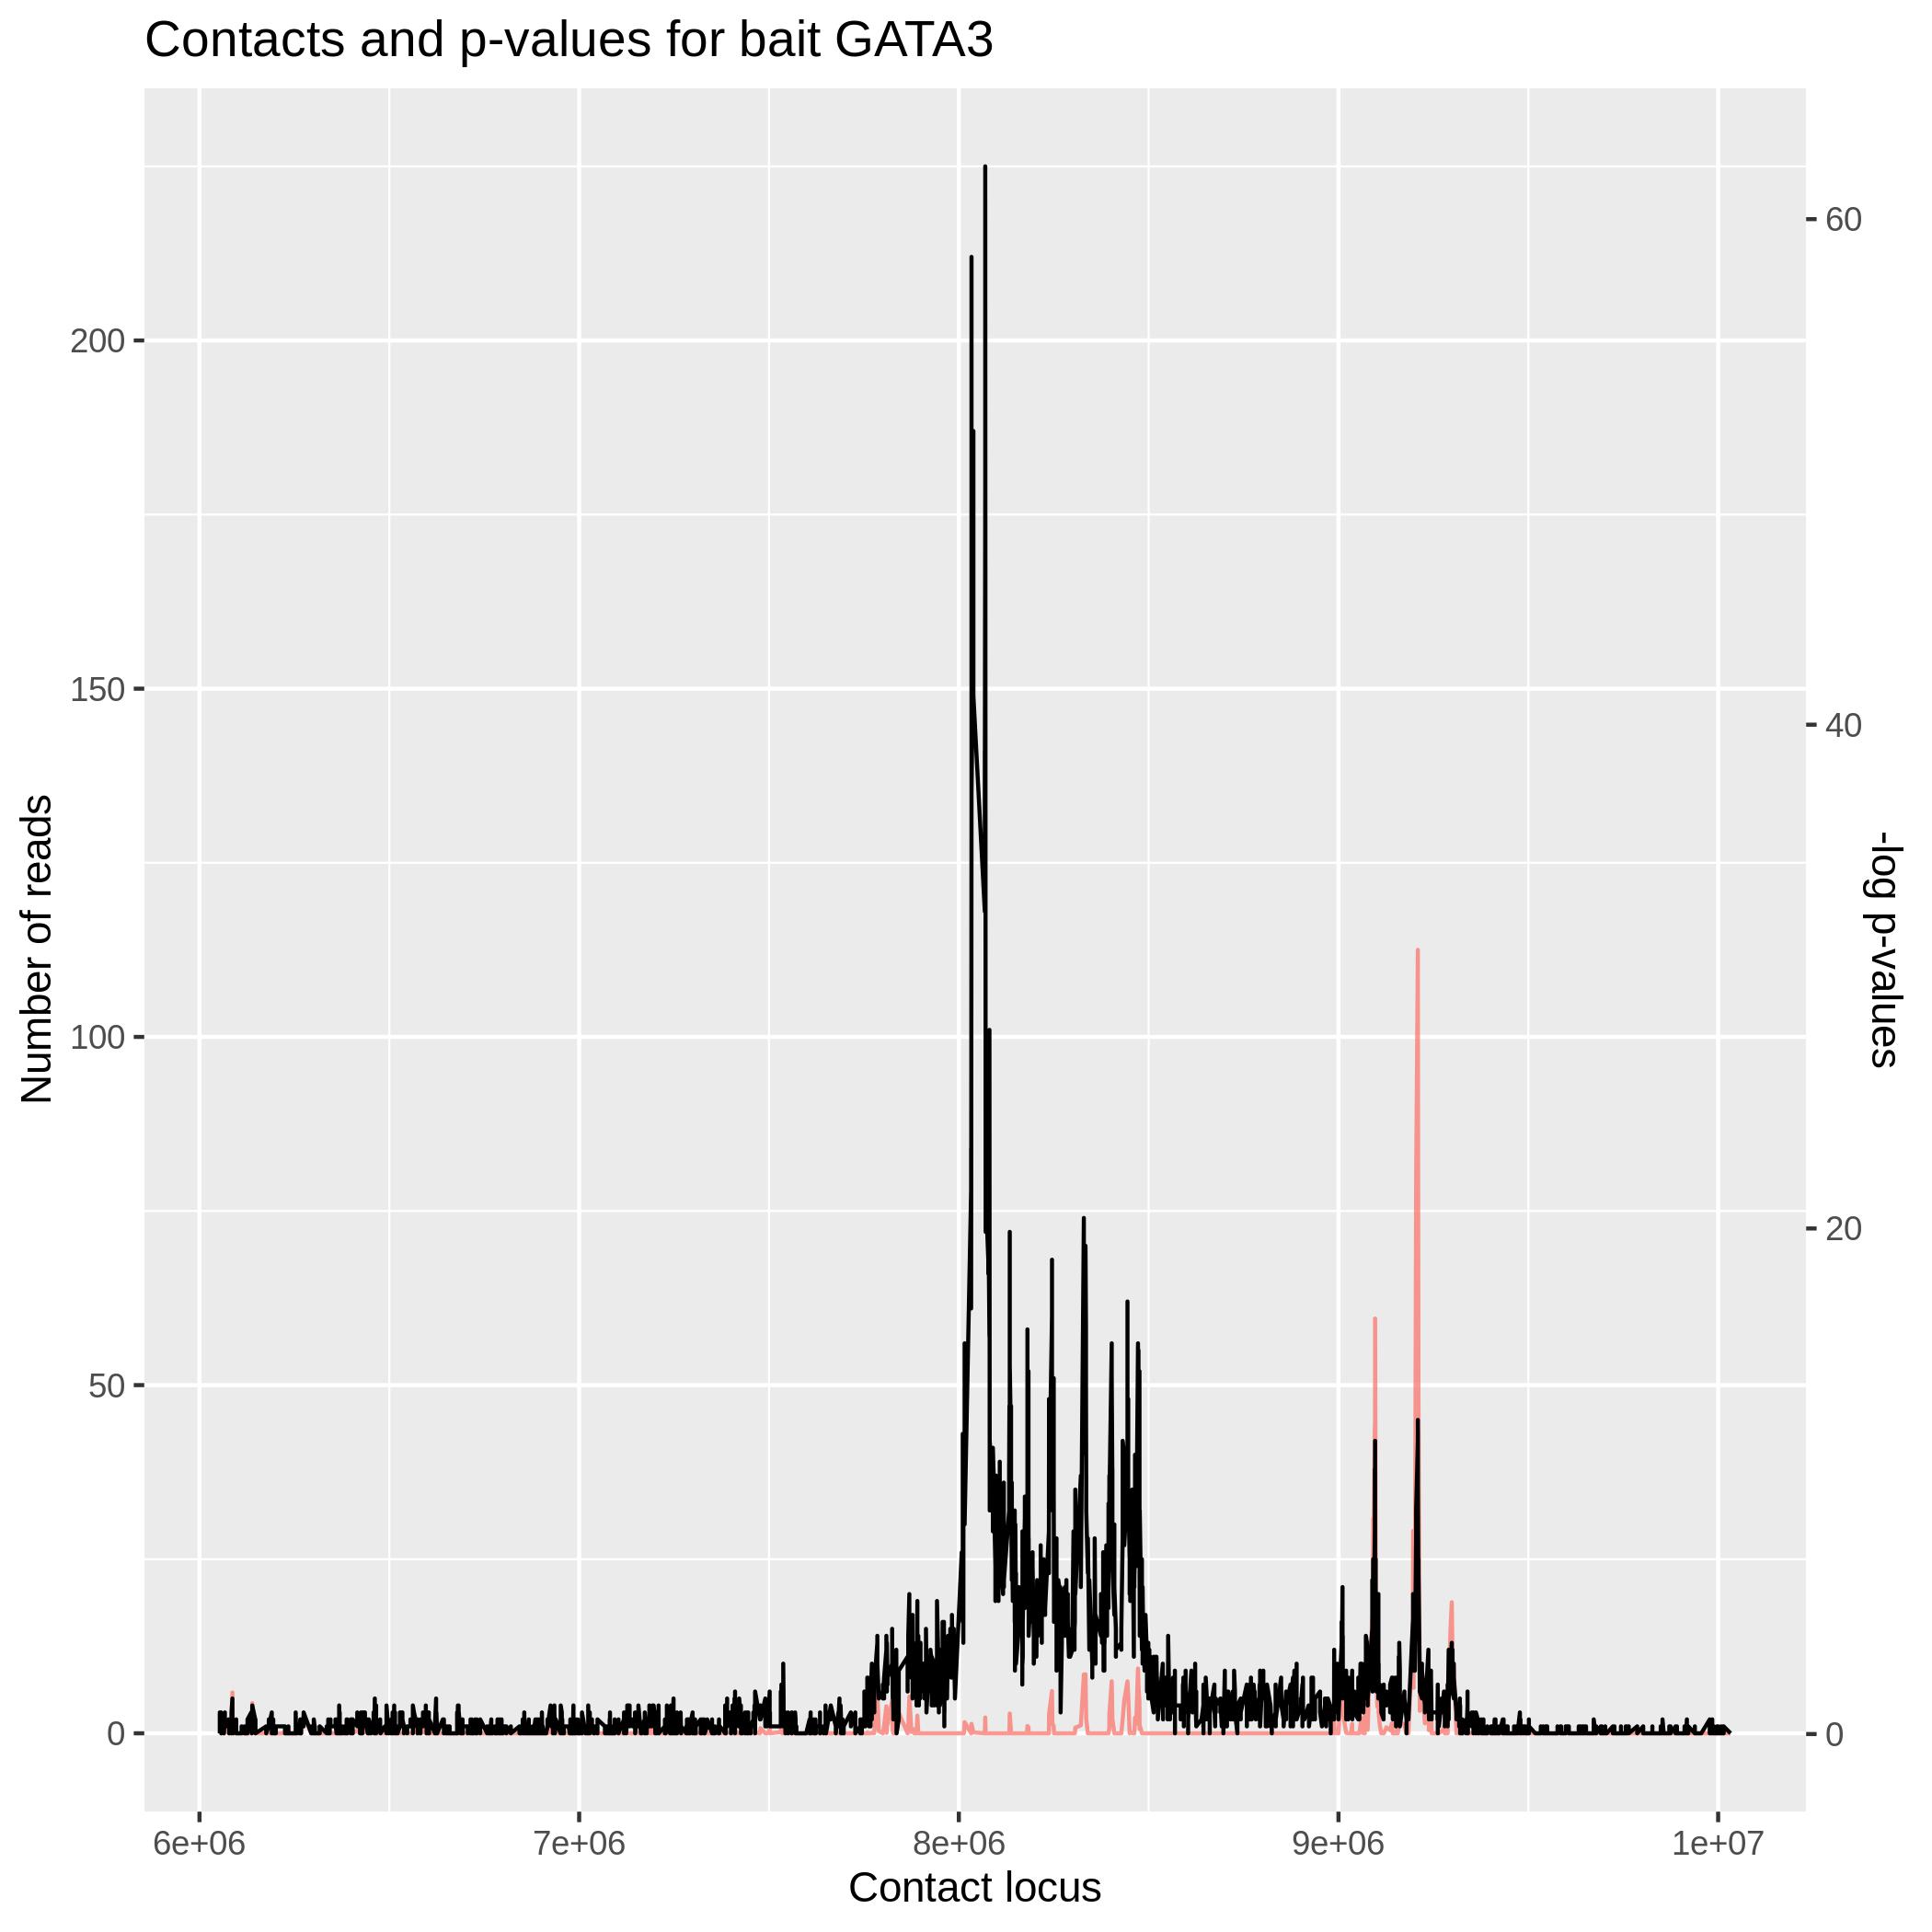 Contacts and p-values for bait GATA3
Number of reads
200
150
100
50
0
60
40
20
0
-log p-values
6e+06
7e+06
8e+06
9e+06
1e+07
Contact locus